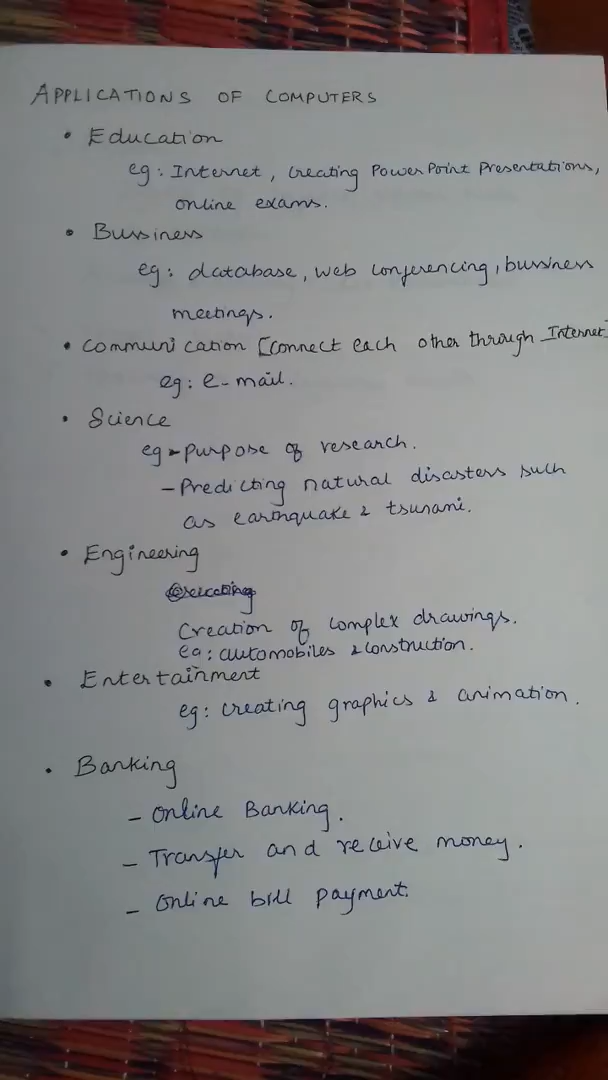 APPLICATIONS OF COMPUTERS
• Education
eg: Internet, creating PowerPoint Presentations,
online exams.
• Bussiness
eg: database, web conferencing, bussiness
meetings.
• Communication [connect each other through Internet]
eg: e-mail.
• Science
eg - purpose of research.
- Predicting natural disasters such
as earthquake & tsunami.
• Engineering
Creation of complex drawings.
eg: automobiles & construction.
• Entertainment
eg: creating graphics & animation.
• Banking
- Online Banking.
- Transfer and receive money.
- Online bill payment.